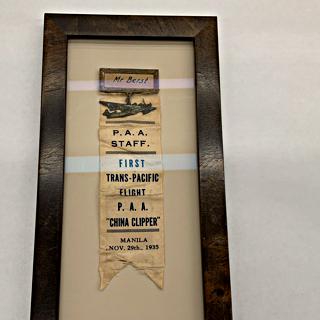 Mr Berst
P. A. A.
STAFF.
FIRST
TRANS-PACIFIC
FLIGHT
P. A. A.
"CHINA CLIPPER"
MANILA
NOV. 29th., 1935